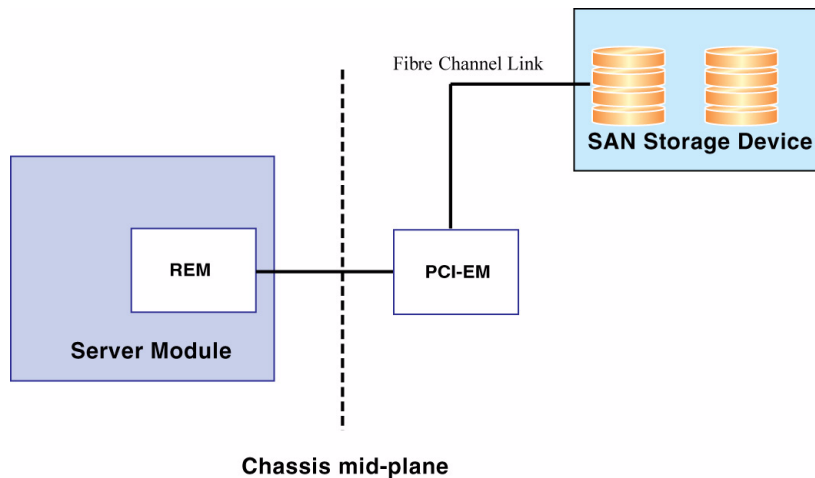 Fibre Channel Link
SAN Storage Device
REM
PCI-EM
Server Module
Chassis mid-plane